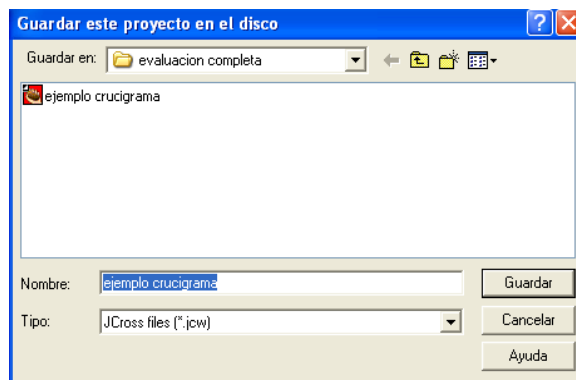 Guardar este proyecto en el disco
Guardar en: evaluacion completa
ejemplo crucigrama
Nombre: ejemplo crucigrama Guardar
Tipo: JCross files (*.jcw) Cancelar
Ayuda